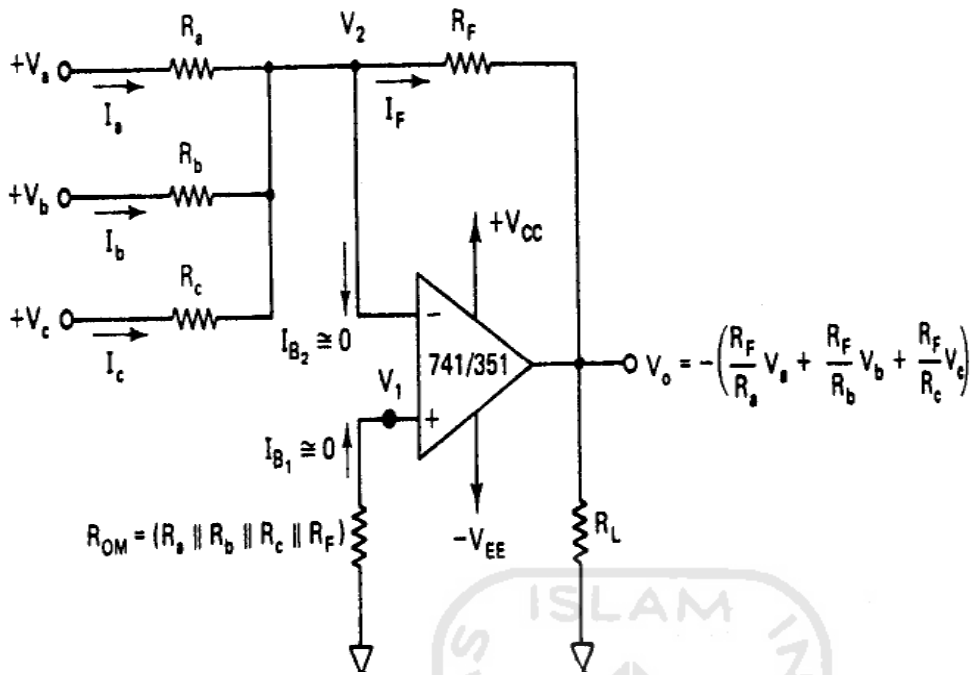 R_a
V_2
R_F
+V_a
I_a
I_F
R_b
+V_b
I_b
+V_CC
R_c
+V_c
I_c
I_B2 ≅ 0
−
741/351
V_o = −(R_F/R_a V_a + R_F/R_b V_b + R_F/R_c V_c)
V_1
+
I_B1 ≅ 0
R_OM = (R_a || R_b || R_c || R_F)
−V_EE
R_L
ISLAM